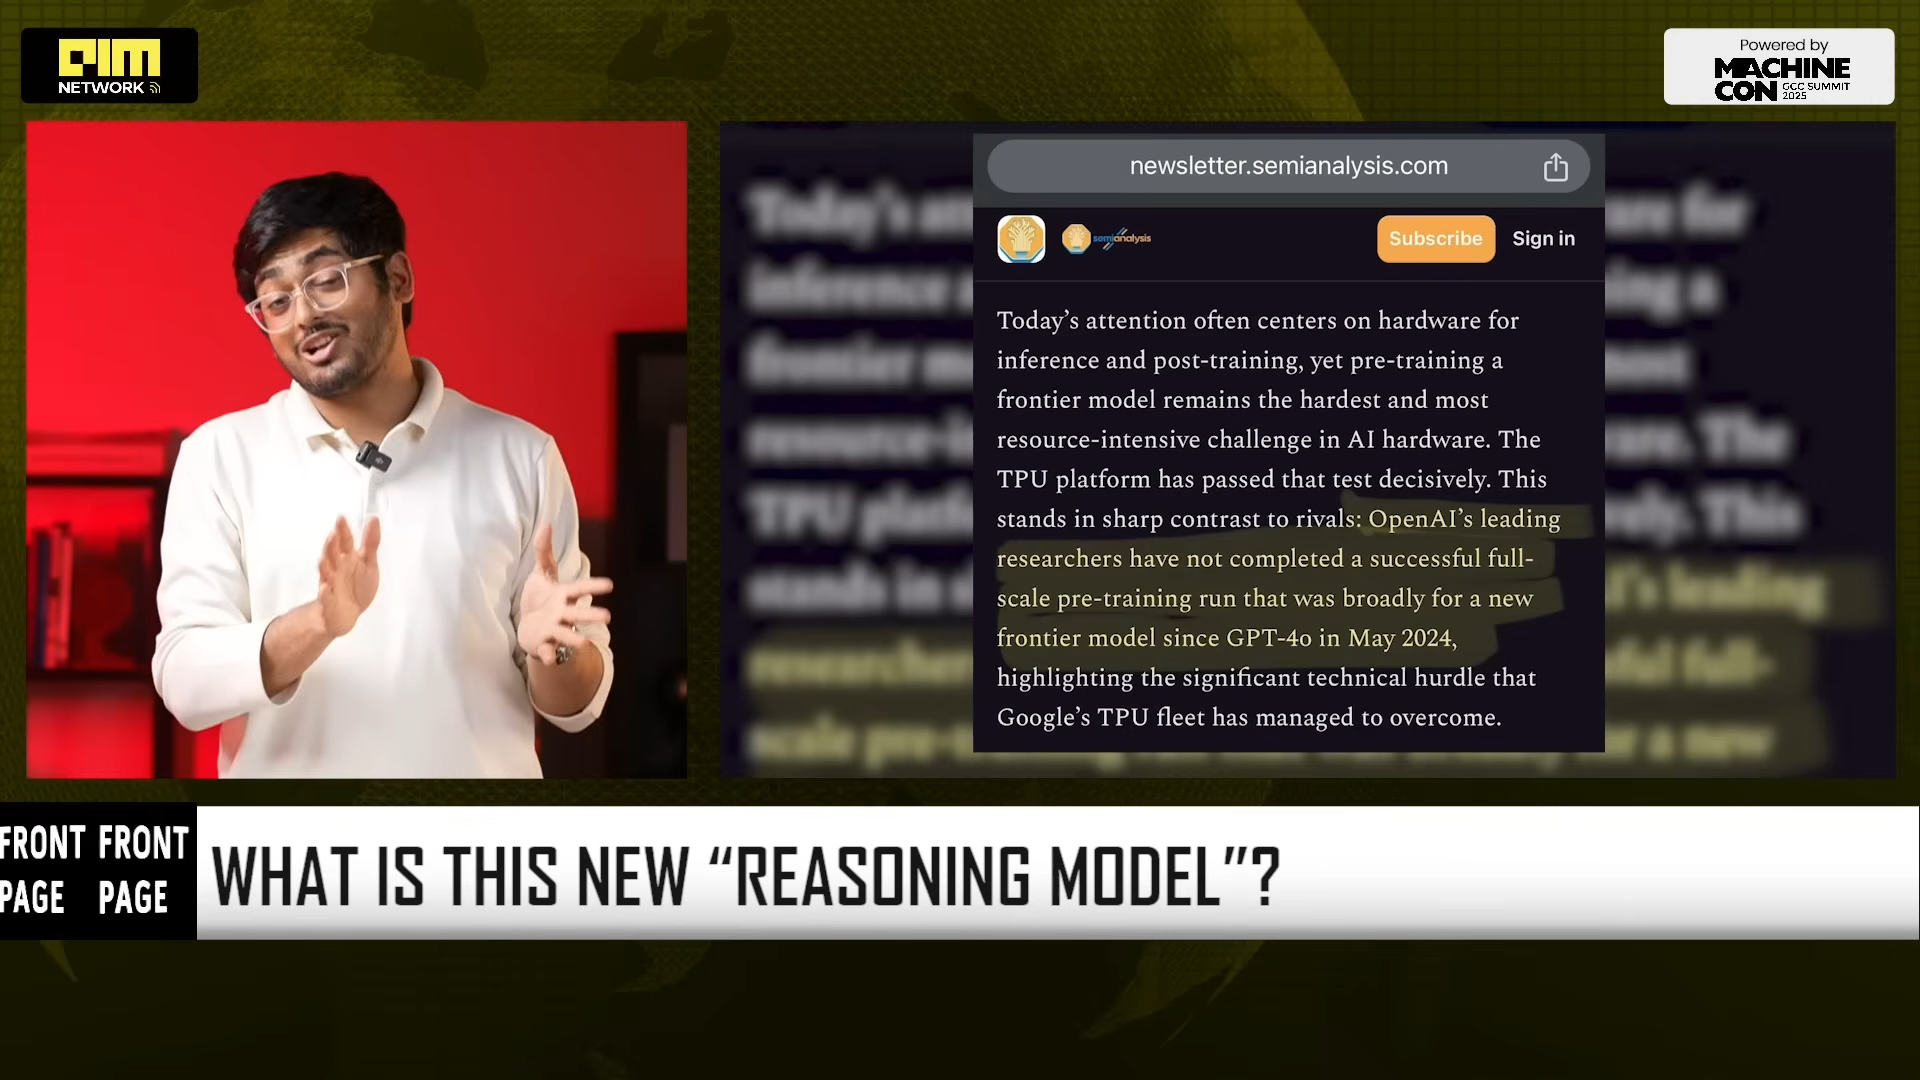 AIM
NETWORK
Powered by
MACHINE
CON GCC SUMMIT
2025
newsletter.semianalysis.com
semianalysis
Subscribe
Sign in
Today’s attention often centers on hardware for
inference and post-training, yet pre-training a
frontier model remains the hardest and most
resource-intensive challenge in AI hardware. The
TPU platform has passed that test decisively. This
stands in sharp contrast to rivals: OpenAI’s leading
researchers have not completed a successful full-
scale pre-training run that was broadly for a new
frontier model since GPT-4o in May 2024,
highlighting the significant technical hurdle that
Google’s TPU fleet has managed to overcome.
FRONT FRONT
PAGE PAGE
WHAT IS THIS NEW “REASONING MODEL”?